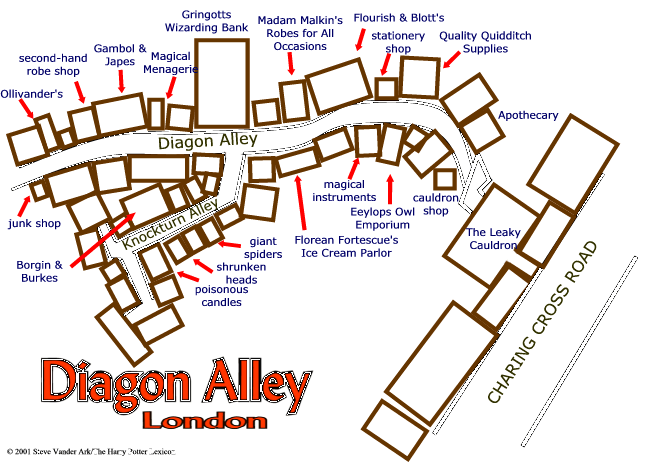 Gringotts
Wizarding Bank
Madam Malkin's
Robes for All
Occasions
Flourish & Blott's
stationery
shop
Quality Quidditch
Supplies
Gambol &
Japes
Magical
Menagerie
second-hand
robe shop
Ollivander's
Apothecary
Diagon Alley
junk shop
Knockturn Alley
magical
instruments
Eeylops Owl
Emporium
cauldron
shop
The Leaky
Cauldron
Florean Fortescue's
Ice Cream Parlor
giant
spiders
shrunken
heads
poisonous
candles
Borgin &
Burkes
CHARING CROSS ROAD
Diagon Alley
London
© 2001 Steve Vander Ark/The Harry Potter Lexicon